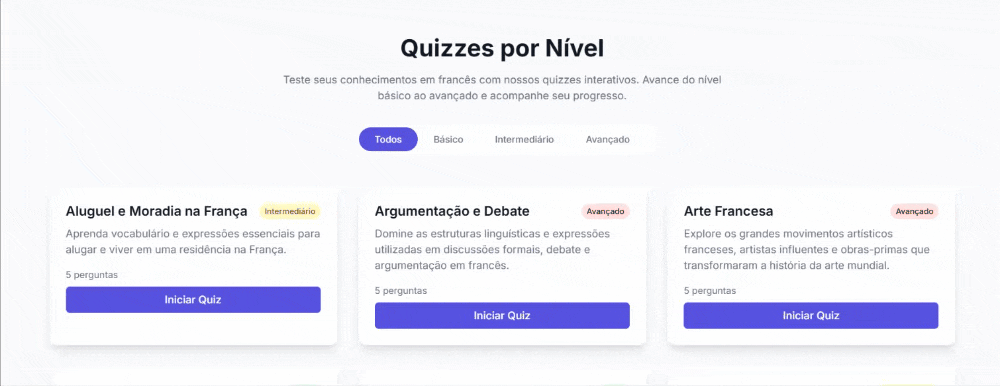 Quizzes por Nível
Teste seus conhecimentos em francês com nossos quizzes interativos. Avance do nível
básico ao avançado e acompanhe seu progresso.
Todos
Básico
Intermediário
Avançado
Aluguel e Moradia na França
Intermediário
Aprenda vocabulário e expressões essenciais para
alugar e viver em uma residência na França.
5 perguntas
Iniciar Quiz
Argumentação e Debate
Avançado
Domine as estruturas linguísticas e expressões
utilizadas em discussões formais, debate e
argumentação em francês.
5 perguntas
Iniciar Quiz
Arte Francesa
Avançado
Explore os grandes movimentos artísticos
franceses, artistas influentes e obras-primas que
transformaram a história da arte mundial.
5 perguntas
Iniciar Quiz